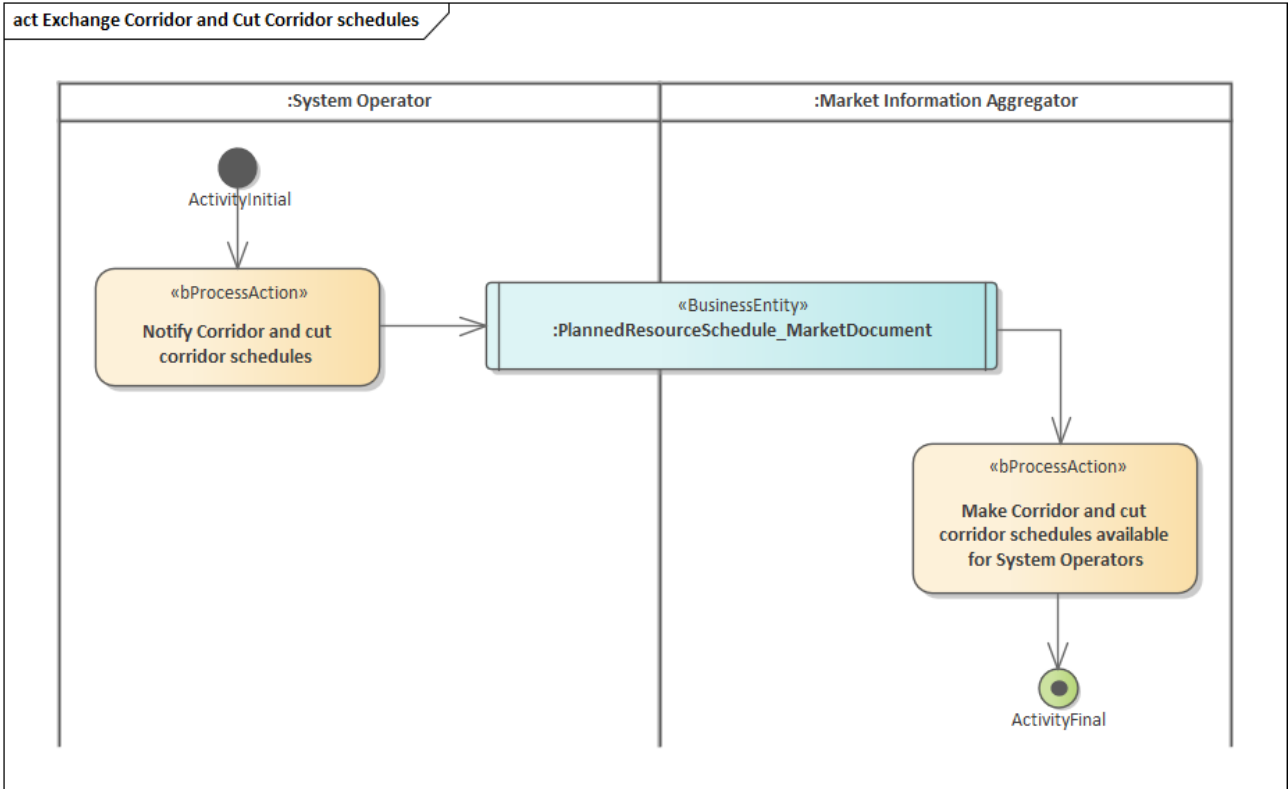 act Exchange Corridor and Cut Corridor schedules
:System Operator
:Market Information Aggregator
ActivityInitial
«bProcessAction»
Notify Corridor and cut
corridor schedules
«BusinessEntity»
:PlannedResourceSchedule_MarketDocument
«bProcessAction»
Make Corridor and cut
corridor schedules available
for System Operators
ActivityFinal